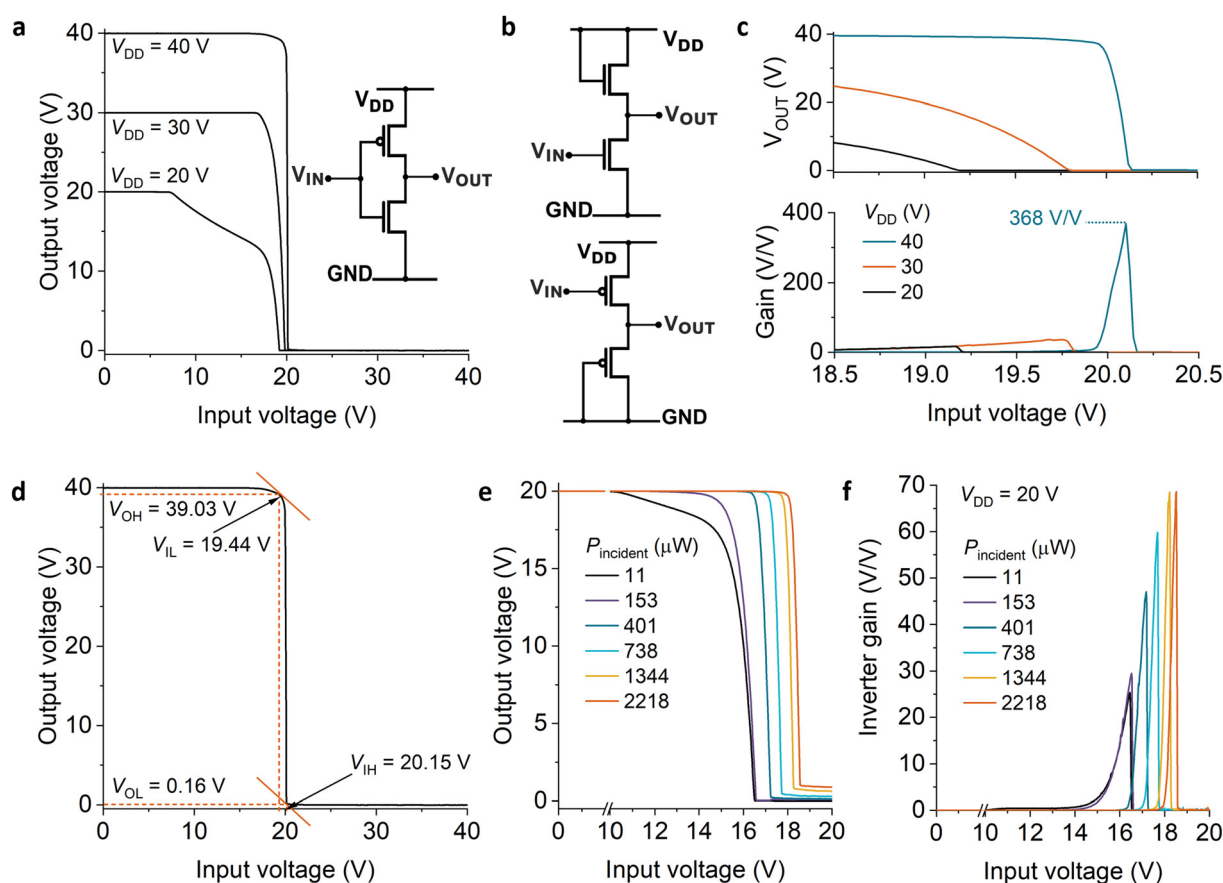 a
V_DD = 40 V
V_DD = 30 V
V_DD = 20 V
40
30
20
10
0
0 10 20 30 40
Output voltage (V)
Input voltage (V)
V_DD
V_IN
V_OUT
GND
b
V_DD
V_OUT
V_IN
GND
V_DD
V_IN
V_OUT
GND
c
V_OUT (V)
40
20
0
Gain (V/V)
400
200
0
V_DD (V)
40
30
20
368 V/V
18.5 19.0 19.5 20.0 20.5
Input voltage (V)
d
40
30
20
10
0
V_OH = 39.03 V
V_IL = 19.44 V
V_IH = 20.15 V
V_OL = 0.16 V
0 10 20 30 40
Output voltage (V)
Input voltage (V)
e
20
15
10
5
0
P_incident (μW)
11
153
401
738
1344
2218
0 10 12 14 16 18 20
Output voltage (V)
Input voltage (V)
f
70
60
50
40
30
20
10
0
V_DD = 20 V
P_incident (μW)
11
153
401
738
1344
2218
0 10 12 14 16 18 20
Inverter gain (V/V)
Input voltage (V)